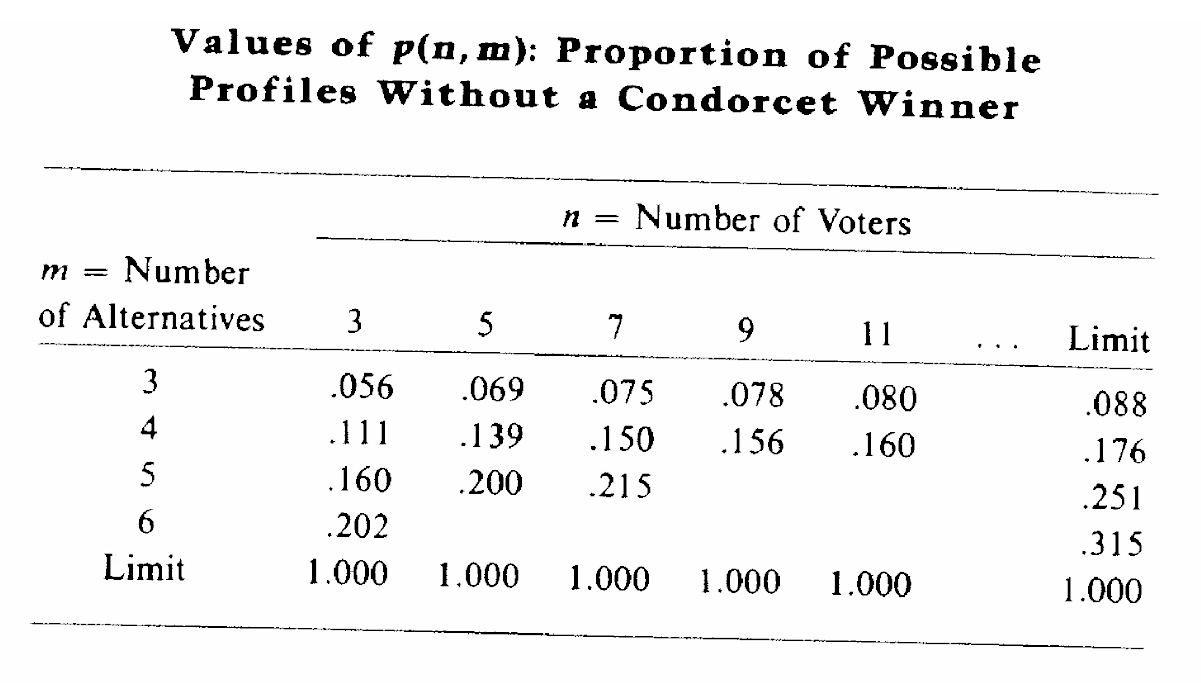 Values of p(n,m): Proportion of Possible
Profiles Without a Condorcet Winner
n = Number of Voters
m = Number
of Alternatives 3 5 7 9 11 ... Limit
3 .056 .069 .075 .078 .080 .088
4 .111 .139 .150 .156 .160 .176
5 .160 .200 .215 .251
6 .202 .315
Limit 1.000 1.000 1.000 1.000 1.000 1.000